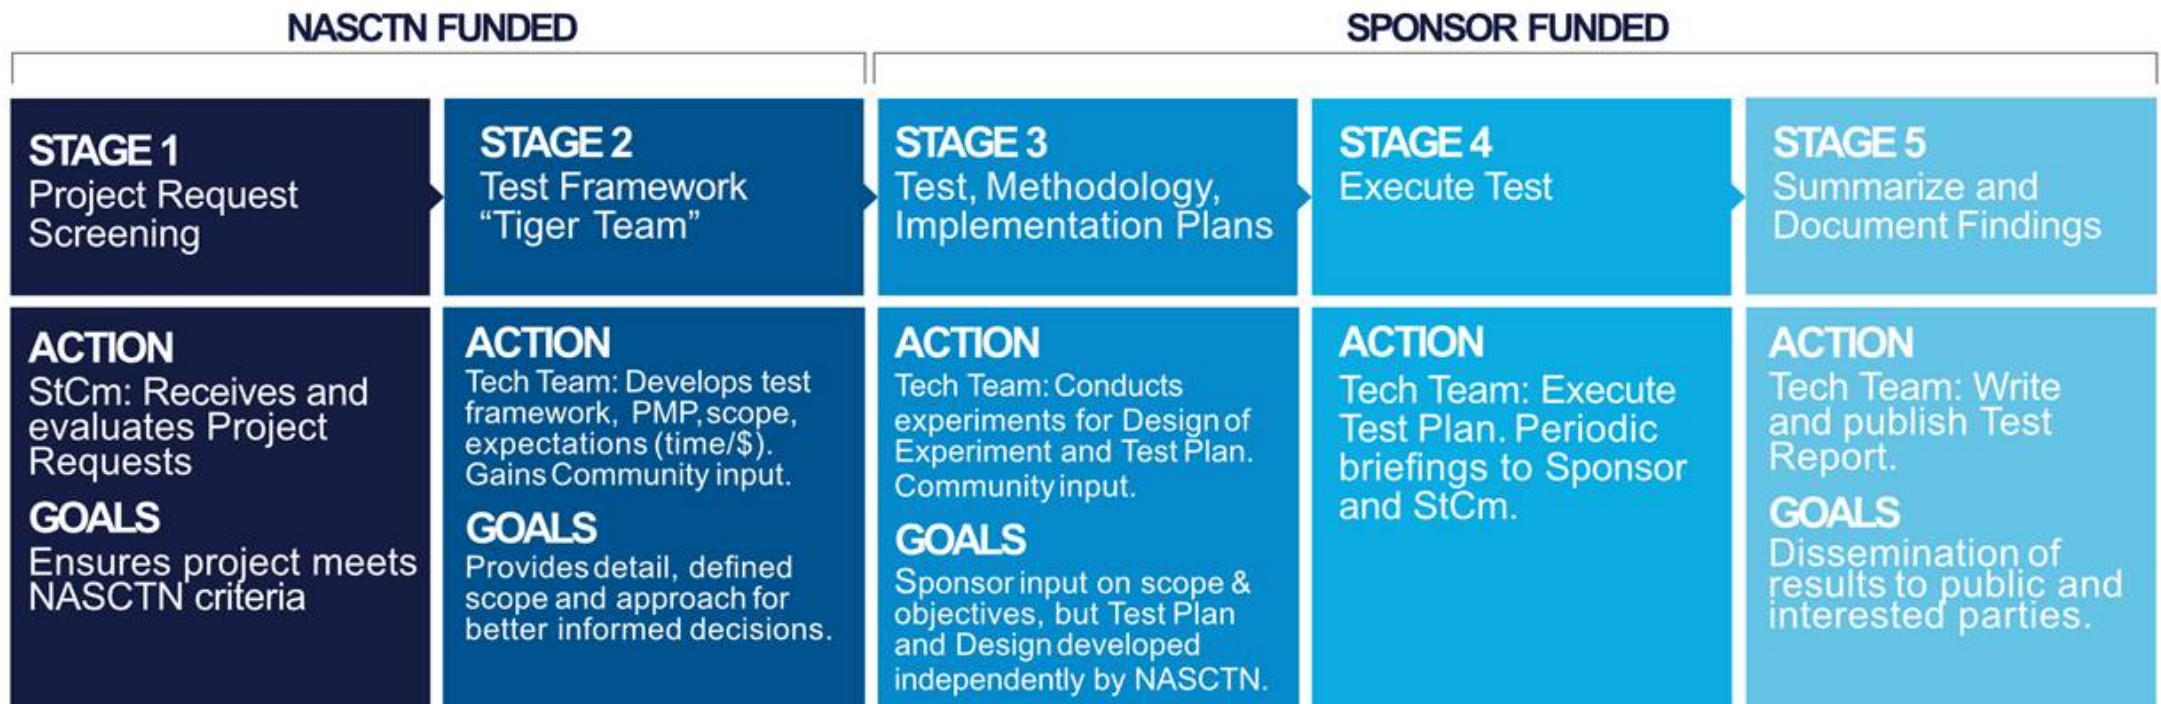 NASCTN FUNDED
SPONSOR FUNDED
STAGE 1
Project Request
Screening
STAGE 2
Test Framework
“Tiger Team”
STAGE 3
Test, Methodology,
Implementation Plans
STAGE 4
Execute Test
STAGE 5
Summarize and
Document Findings
ACTION
StCm: Receives and
evaluates Project
Requests
GOALS
Ensures project meets
NASCTN criteria
ACTION
Tech Team: Develops test
framework, PMP, scope,
expectations (time/$).
Gains Community input.
GOALS
Provides detail, defined
scope and approach for
better informed decisions.
ACTION
Tech Team: Conducts
experiments for Design of
Experiment and Test Plan.
Community input.
GOALS
Sponsor input on scope &
objectives, but Test Plan
and Design developed
independently by NASCTN.
ACTION
Tech Team: Execute
Test Plan. Periodic
briefings to Sponsor
and StCm.
ACTION
Tech Team: Write
and publish Test
Report.
GOALS
Dissemination of
results to public and
interested parties.